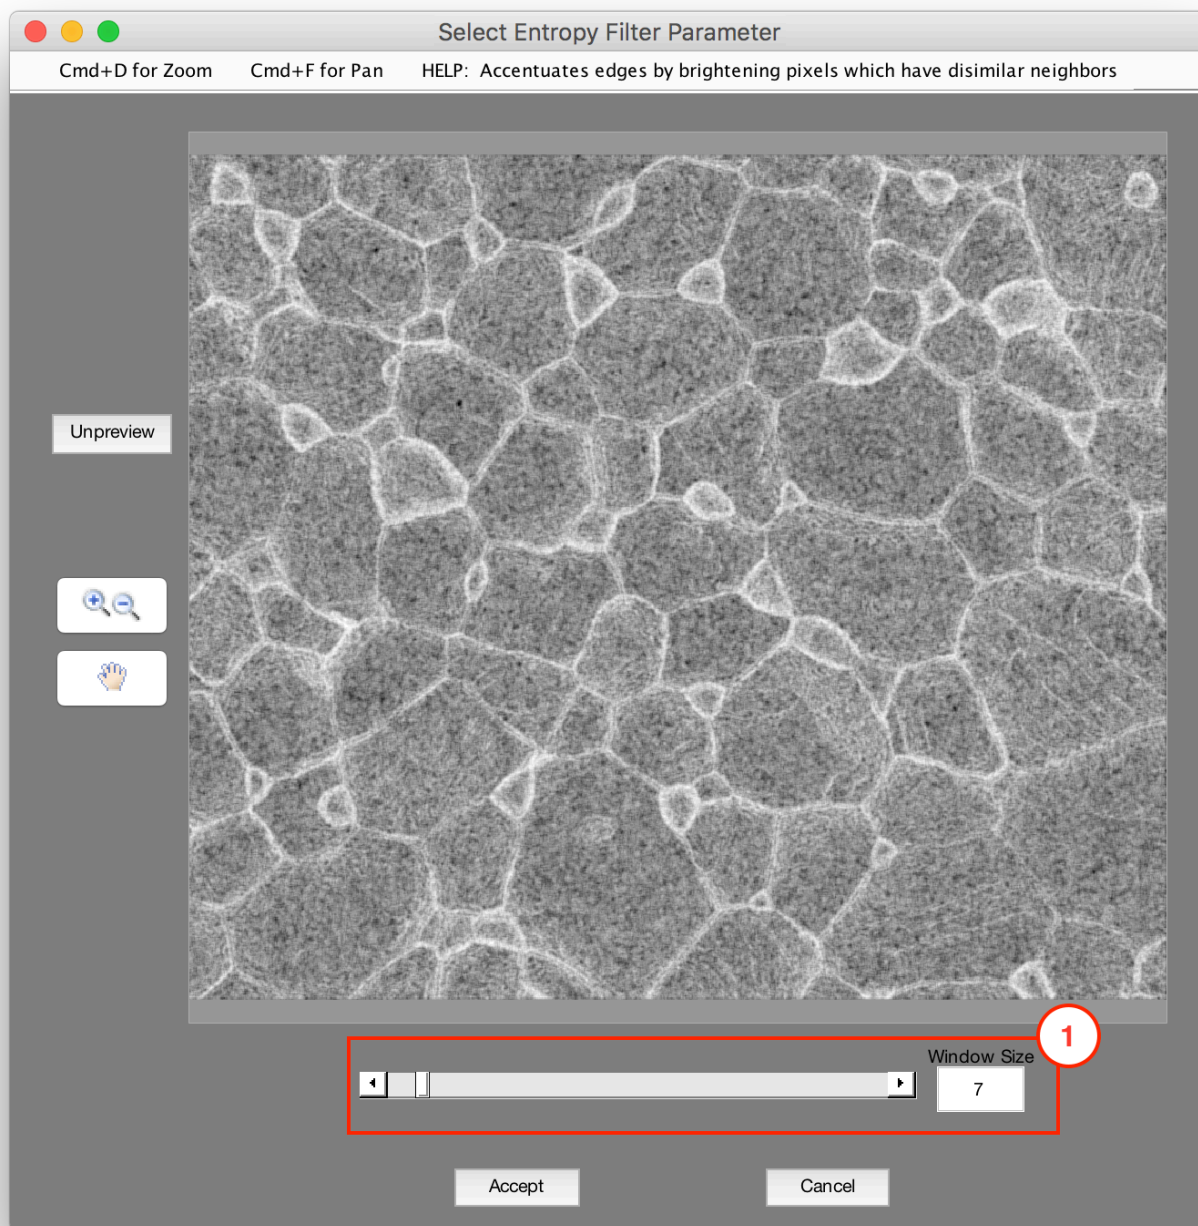 Select Entropy Filter Parameter
Cmd+D for Zoom Cmd+F for Pan HELP: Accentuates edges by brightening pixels which have disimilar neighbors
Unpreview
1
Window Size
7
Accept Cancel